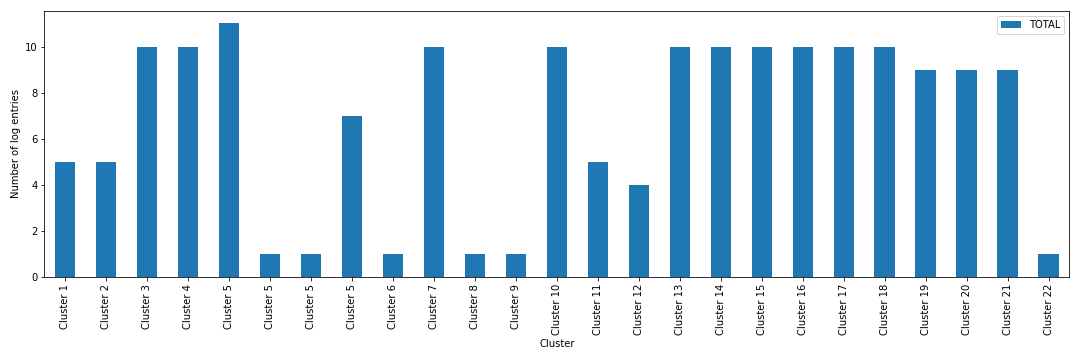 TOTAL
Number of log entries
10
8
6
4
2
0
Cluster 1
Cluster 2
Cluster 3
Cluster 4
Cluster 5
Cluster 5
Cluster 5
Cluster 5
Cluster 6
Cluster 7
Cluster 8
Cluster 9
Cluster 10
Cluster 11
Cluster 12
Cluster 13
Cluster 14
Cluster 15
Cluster 16
Cluster 17
Cluster 18
Cluster 19
Cluster 20
Cluster 21
Cluster 22
Cluster